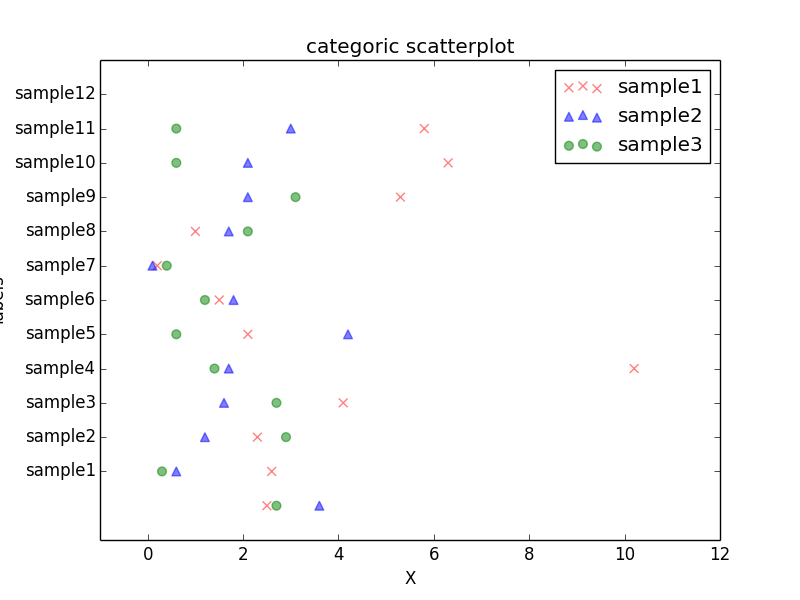 categoric scatterplot
sample12
sample11
sample10
sample9
sample8
sample7
sample6
sample5
sample4
sample3
sample2
sample1
sample1
sample2
sample3
0 2 4 6 8 10 12
X